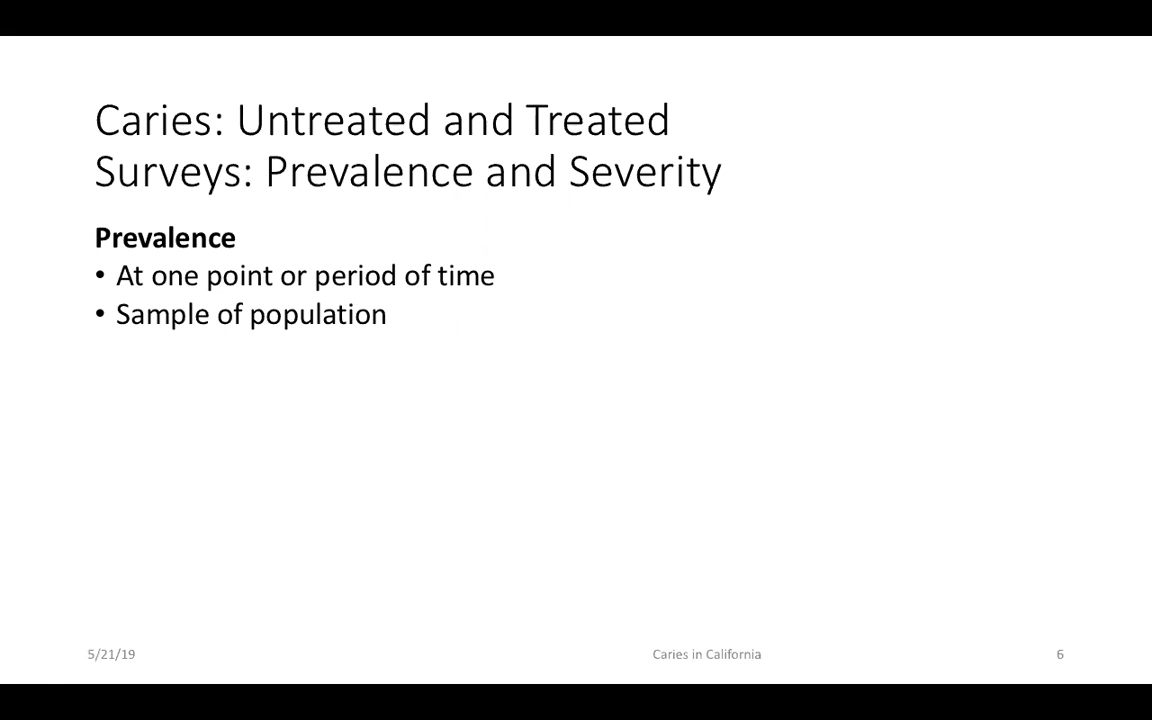 Caries: Untreated and Treated
Surveys: Prevalence and Severity
Prevalence
• At one point or period of time
• Sample of population
5/21/19
Caries in California
6